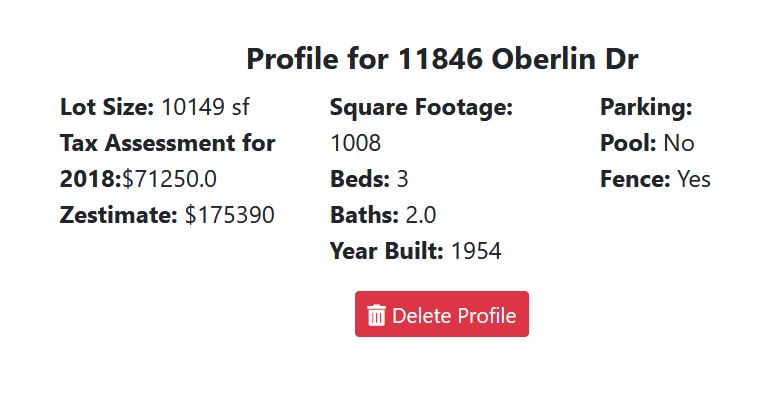 Profile for 11846 Oberlin Dr
Lot Size: 10149 sf
Tax Assessment for
2018:$71250.0
Zestimate: $175390
Square Footage:
1008
Beds: 3
Baths: 2.0
Year Built: 1954
Parking:
Pool: No
Fence: Yes
Delete Profile